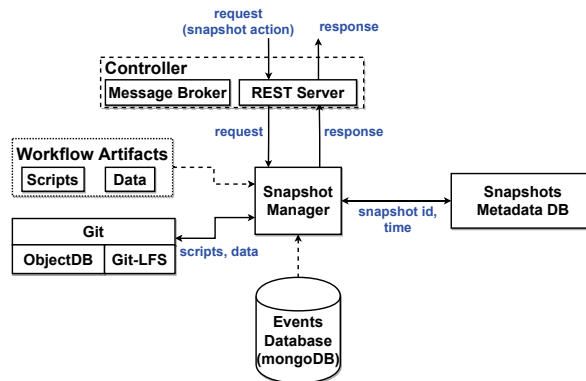 request
(snapshot action)
response
Controller
Message Broker
REST Server
request
response
Workflow Artifacts
Scripts
Data
Snapshot
Manager
snapshot id,
time
Snapshots
Metadata DB
Git
ObjectDB
Git-LFS
scripts, data
Events
Database
(mongoDB)